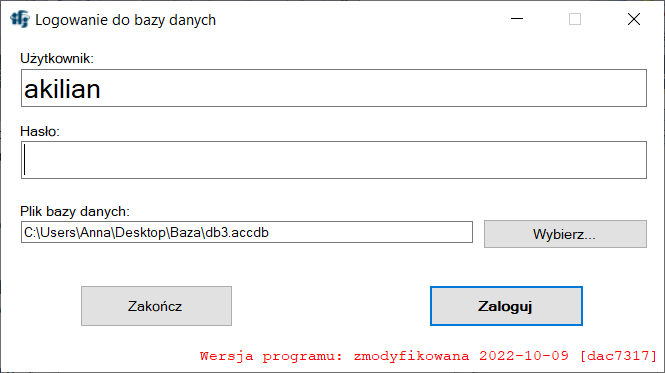 Logowanie do bazy danych
Użytkownik:
akilian
Hasło:
Plik bazy danych:
C:\Users\Anna\Desktop\Baza\db3.accdb
Wybierz...
Zakończ
Zaloguj
Wersja programu: zmodyfikowana 2022-10-09 [dac7317]